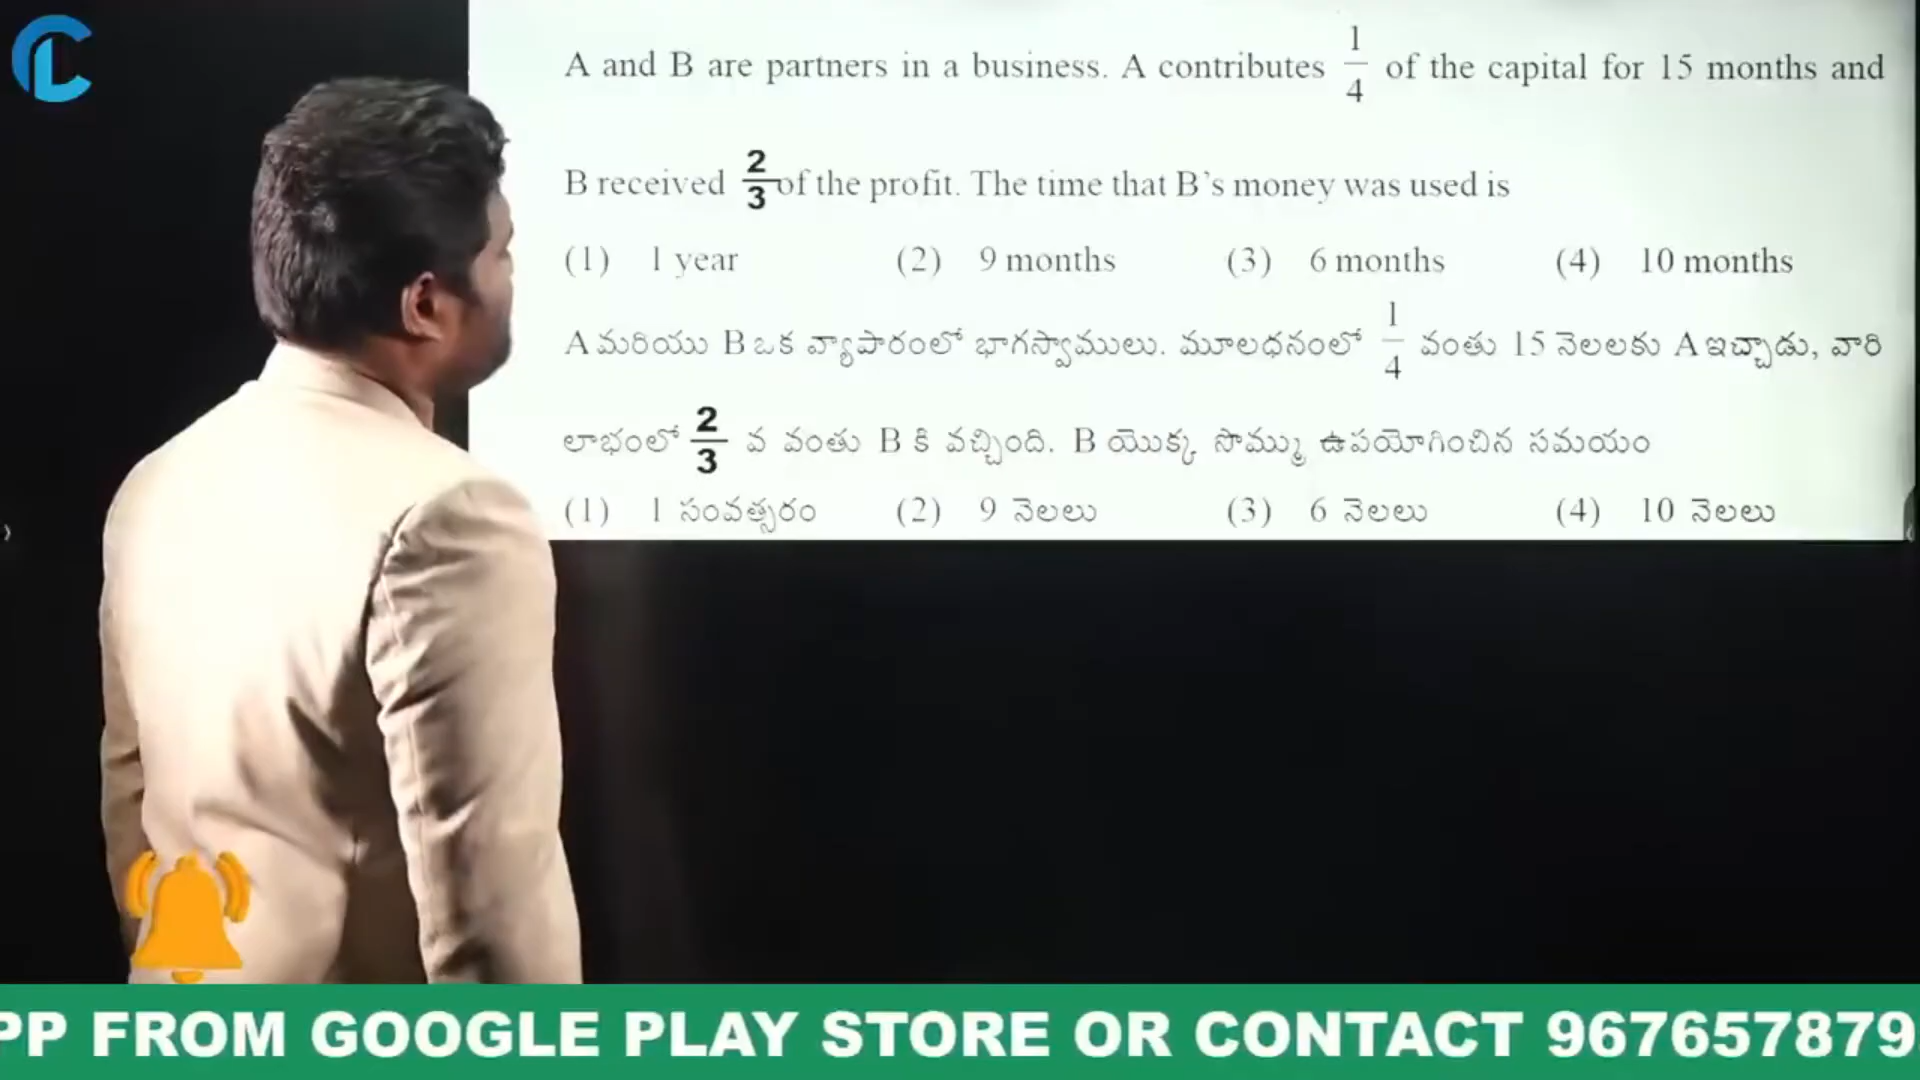 A and B are partners in a business. A contributes 1/4 of the capital for 15 months and
B received 2/3 of the profit. The time that B's money was used is
(1) 1 year (2) 9 months (3) 6 months (4) 10 months
A మరియు B ఒక వ్యాపారంలో భాగస్వాములు. మూలధనంలో 1/4 వంతు 15 నెలలకు A ఇచ్చాడు, వారి
లాభంలో 2/3 వ వంతు B కి వచ్చింది. B యొక్క సొమ్ము ఉపయోగించిన సమయం
(1) 1 సంవత్సరం (2) 9 నెలలు (3) 6 నెలలు (4) 10 నెలలు
PP FROM GOOGLE PLAY STORE OR CONTACT 967657879